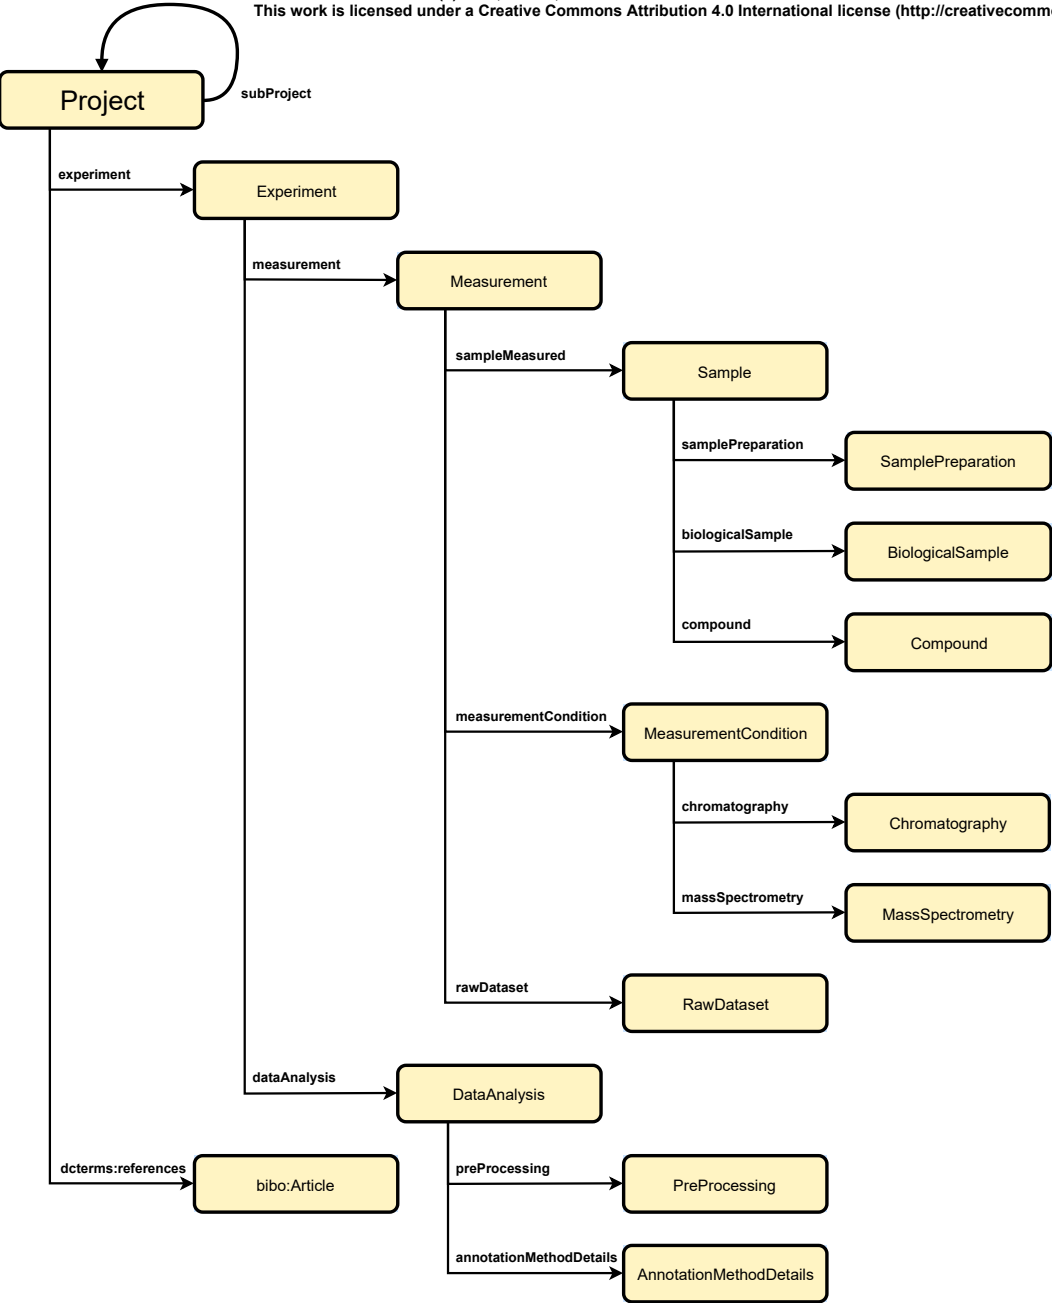 This work is licensed under a Creative Commons Attribution 4.0 International license (http://creativecomm
subProject
Project
experiment
Experiment
measurement
Measurement
sampleMeasured
Sample
samplePreparation
SamplePreparation
biologicalSample
BiologicalSample
compound
Compound
measurementCondition
MeasurementCondition
chromatography
Chromatography
massSpectrometry
MassSpectrometry
rawDataset
RawDataset
dataAnalysis
DataAnalysis
dcterms:references
bibo:Article
preProcessing
PreProcessing
annotationMethodDetails
AnnotationMethodDetails